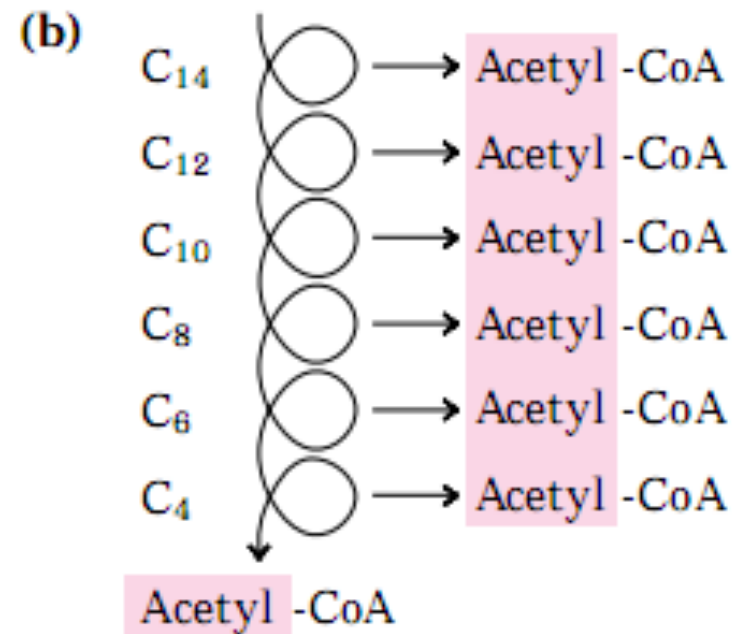 (b)
C₁₄ Acetyl -CoA
C₁₂ Acetyl -CoA
C₁₀ Acetyl -CoA
C₈ Acetyl -CoA
C₆ Acetyl -CoA
C₄ Acetyl -CoA
Acetyl -CoA